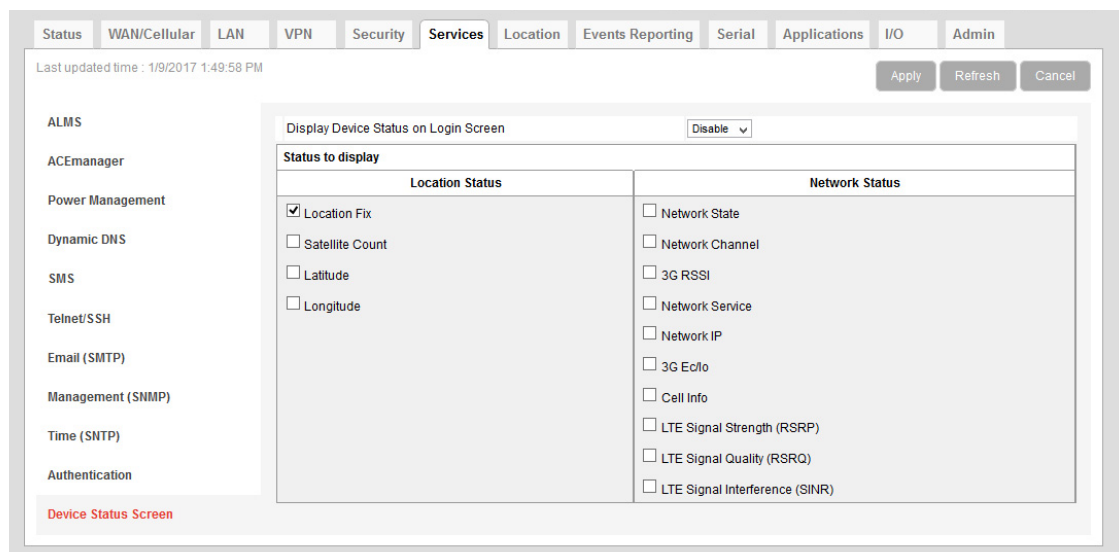 Status WAN/Cellular LAN VPN Security Services Location Events Reporting Serial Applications I/O Admin
Last updated time : 1/9/2017 1:49:58 PM
Apply Refresh Cancel
ALMS
ACEmanager
Power Management
Dynamic DNS
SMS
Telnet/SSH
Email (SMTP)
Management (SNMP)
Time (SNTP)
Authentication
Device Status Screen
Display Device Status on Login Screen Disable
Status to display
Location Status
Location Fix
Satellite Count
Latitude
Longitude
Network Status
Network State
Network Channel
3G RSSI
Network Service
Network IP
3G Ec/Io
Cell Info
LTE Signal Strength (RSRP)
LTE Signal Quality (RSRQ)
LTE Signal Interference (SINR)